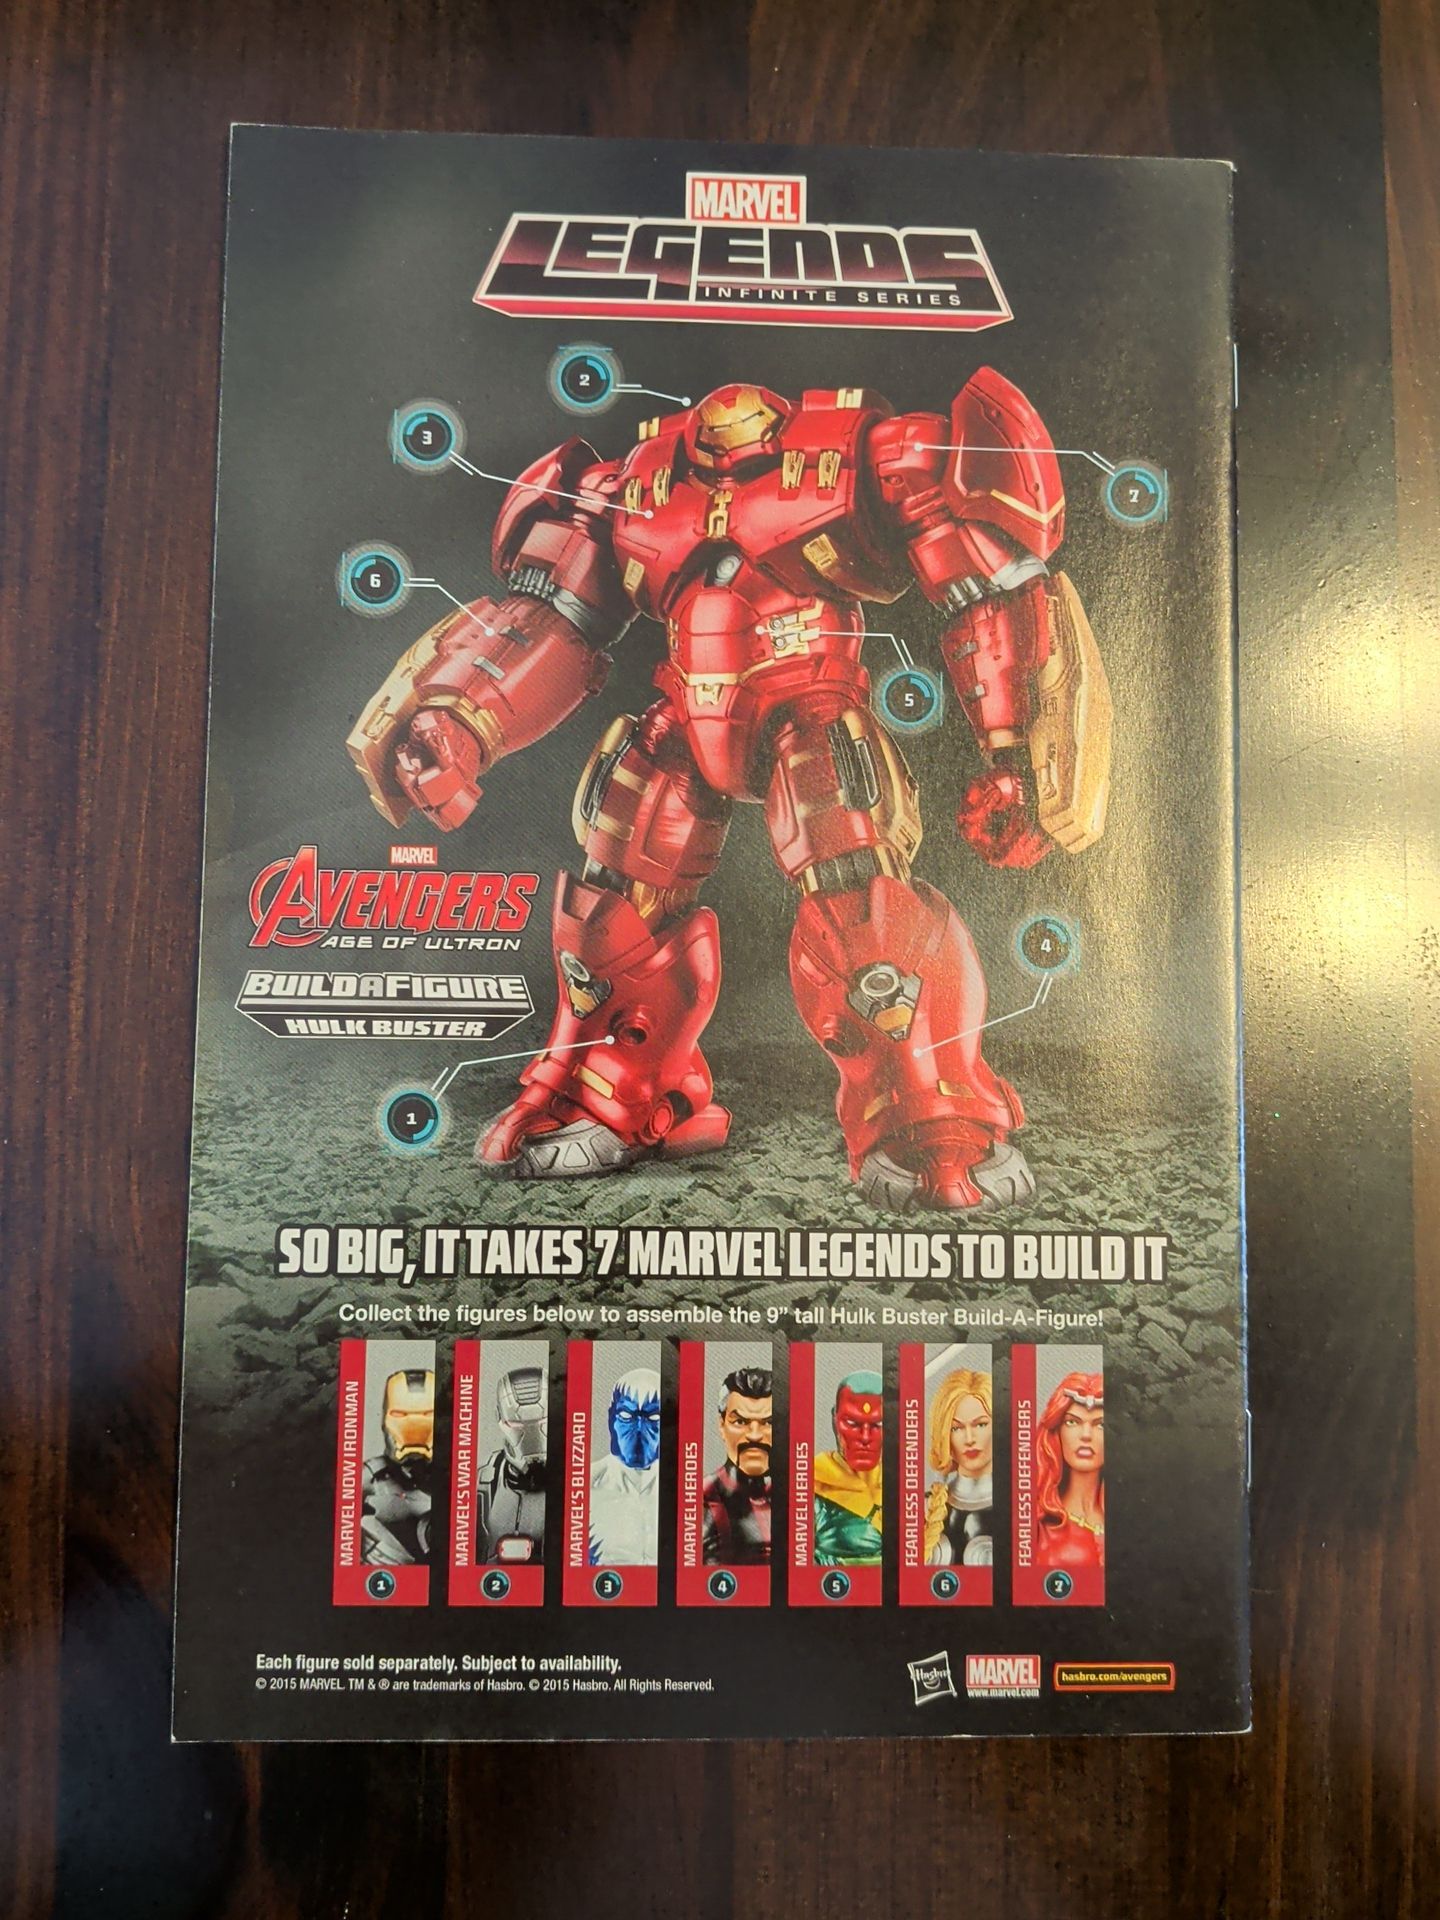 MARVEL
LEGENDS
INFINITE SERIES
2
3
7
6
5
MARVEL
AVENGERS
AGE OF ULTRON
4
BUILDAFIGURE
HULK BUSTER
1
SO BIG, IT TAKES 7 MARVEL LEGENDS TO BUILD IT
Collect the figures below to assemble the 9” tall Hulk Buster Build-A-Figure!
MARVEL NOW IRONMAN
1
MARVEL'S WAR MACHINE
2
MARVEL'S BLIZZARD
3
MARVEL HEROES
4
MARVEL HEROES
5
FEARLESS DEFENDERS
6
FEARLESS DEFENDERS
7
Each figure sold separately. Subject to availability.
© 2015 MARVEL. TM & ® are trademarks of Hasbro. © 2015 Hasbro. All Rights Reserved.
Hasbro
MARVEL
www.marvel.com
hasbro.com/avengers